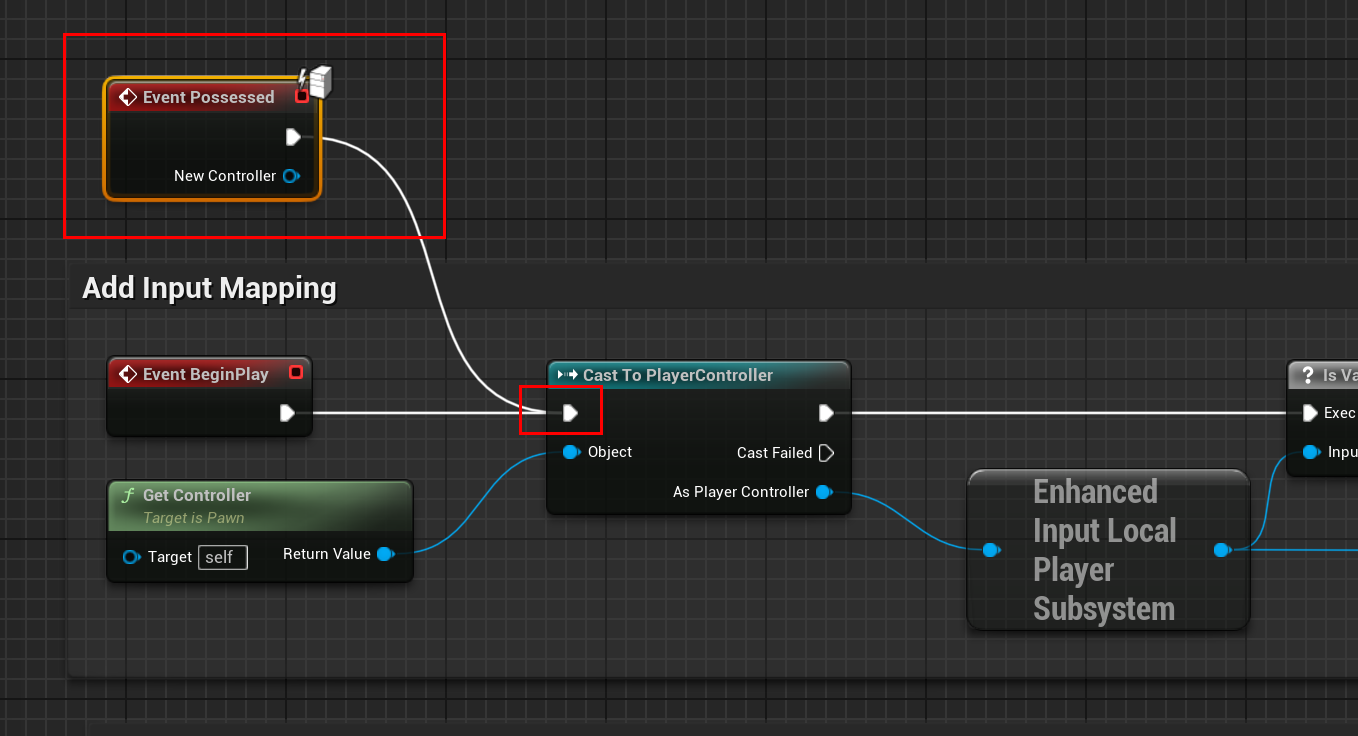 Event Possessed
New Controller
Add Input Mapping
Event BeginPlay
Cast To PlayerController
Object
Cast Failed
As Player Controller
Get Controller
Target is Pawn
Target self
Return Value
Enhanced
Input Local
Player
Subsystem
? Is Va
Exec
Inpu